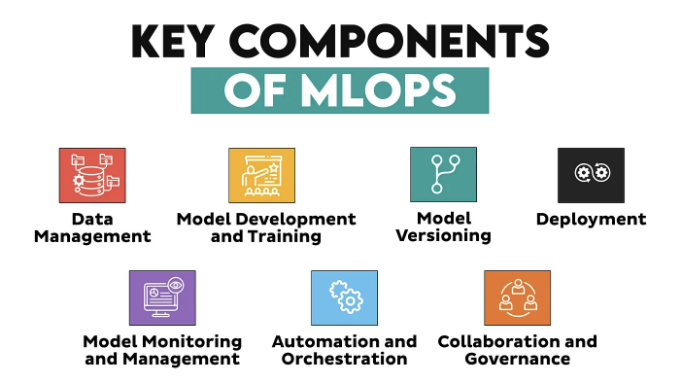 KEY COMPONENTS
OF MLOPS
Data
Management
Model Development
and Training
Model
Versioning
Deployment
Model Monitoring
and Management
Automation and
Orchestration
Collaboration and
Governance